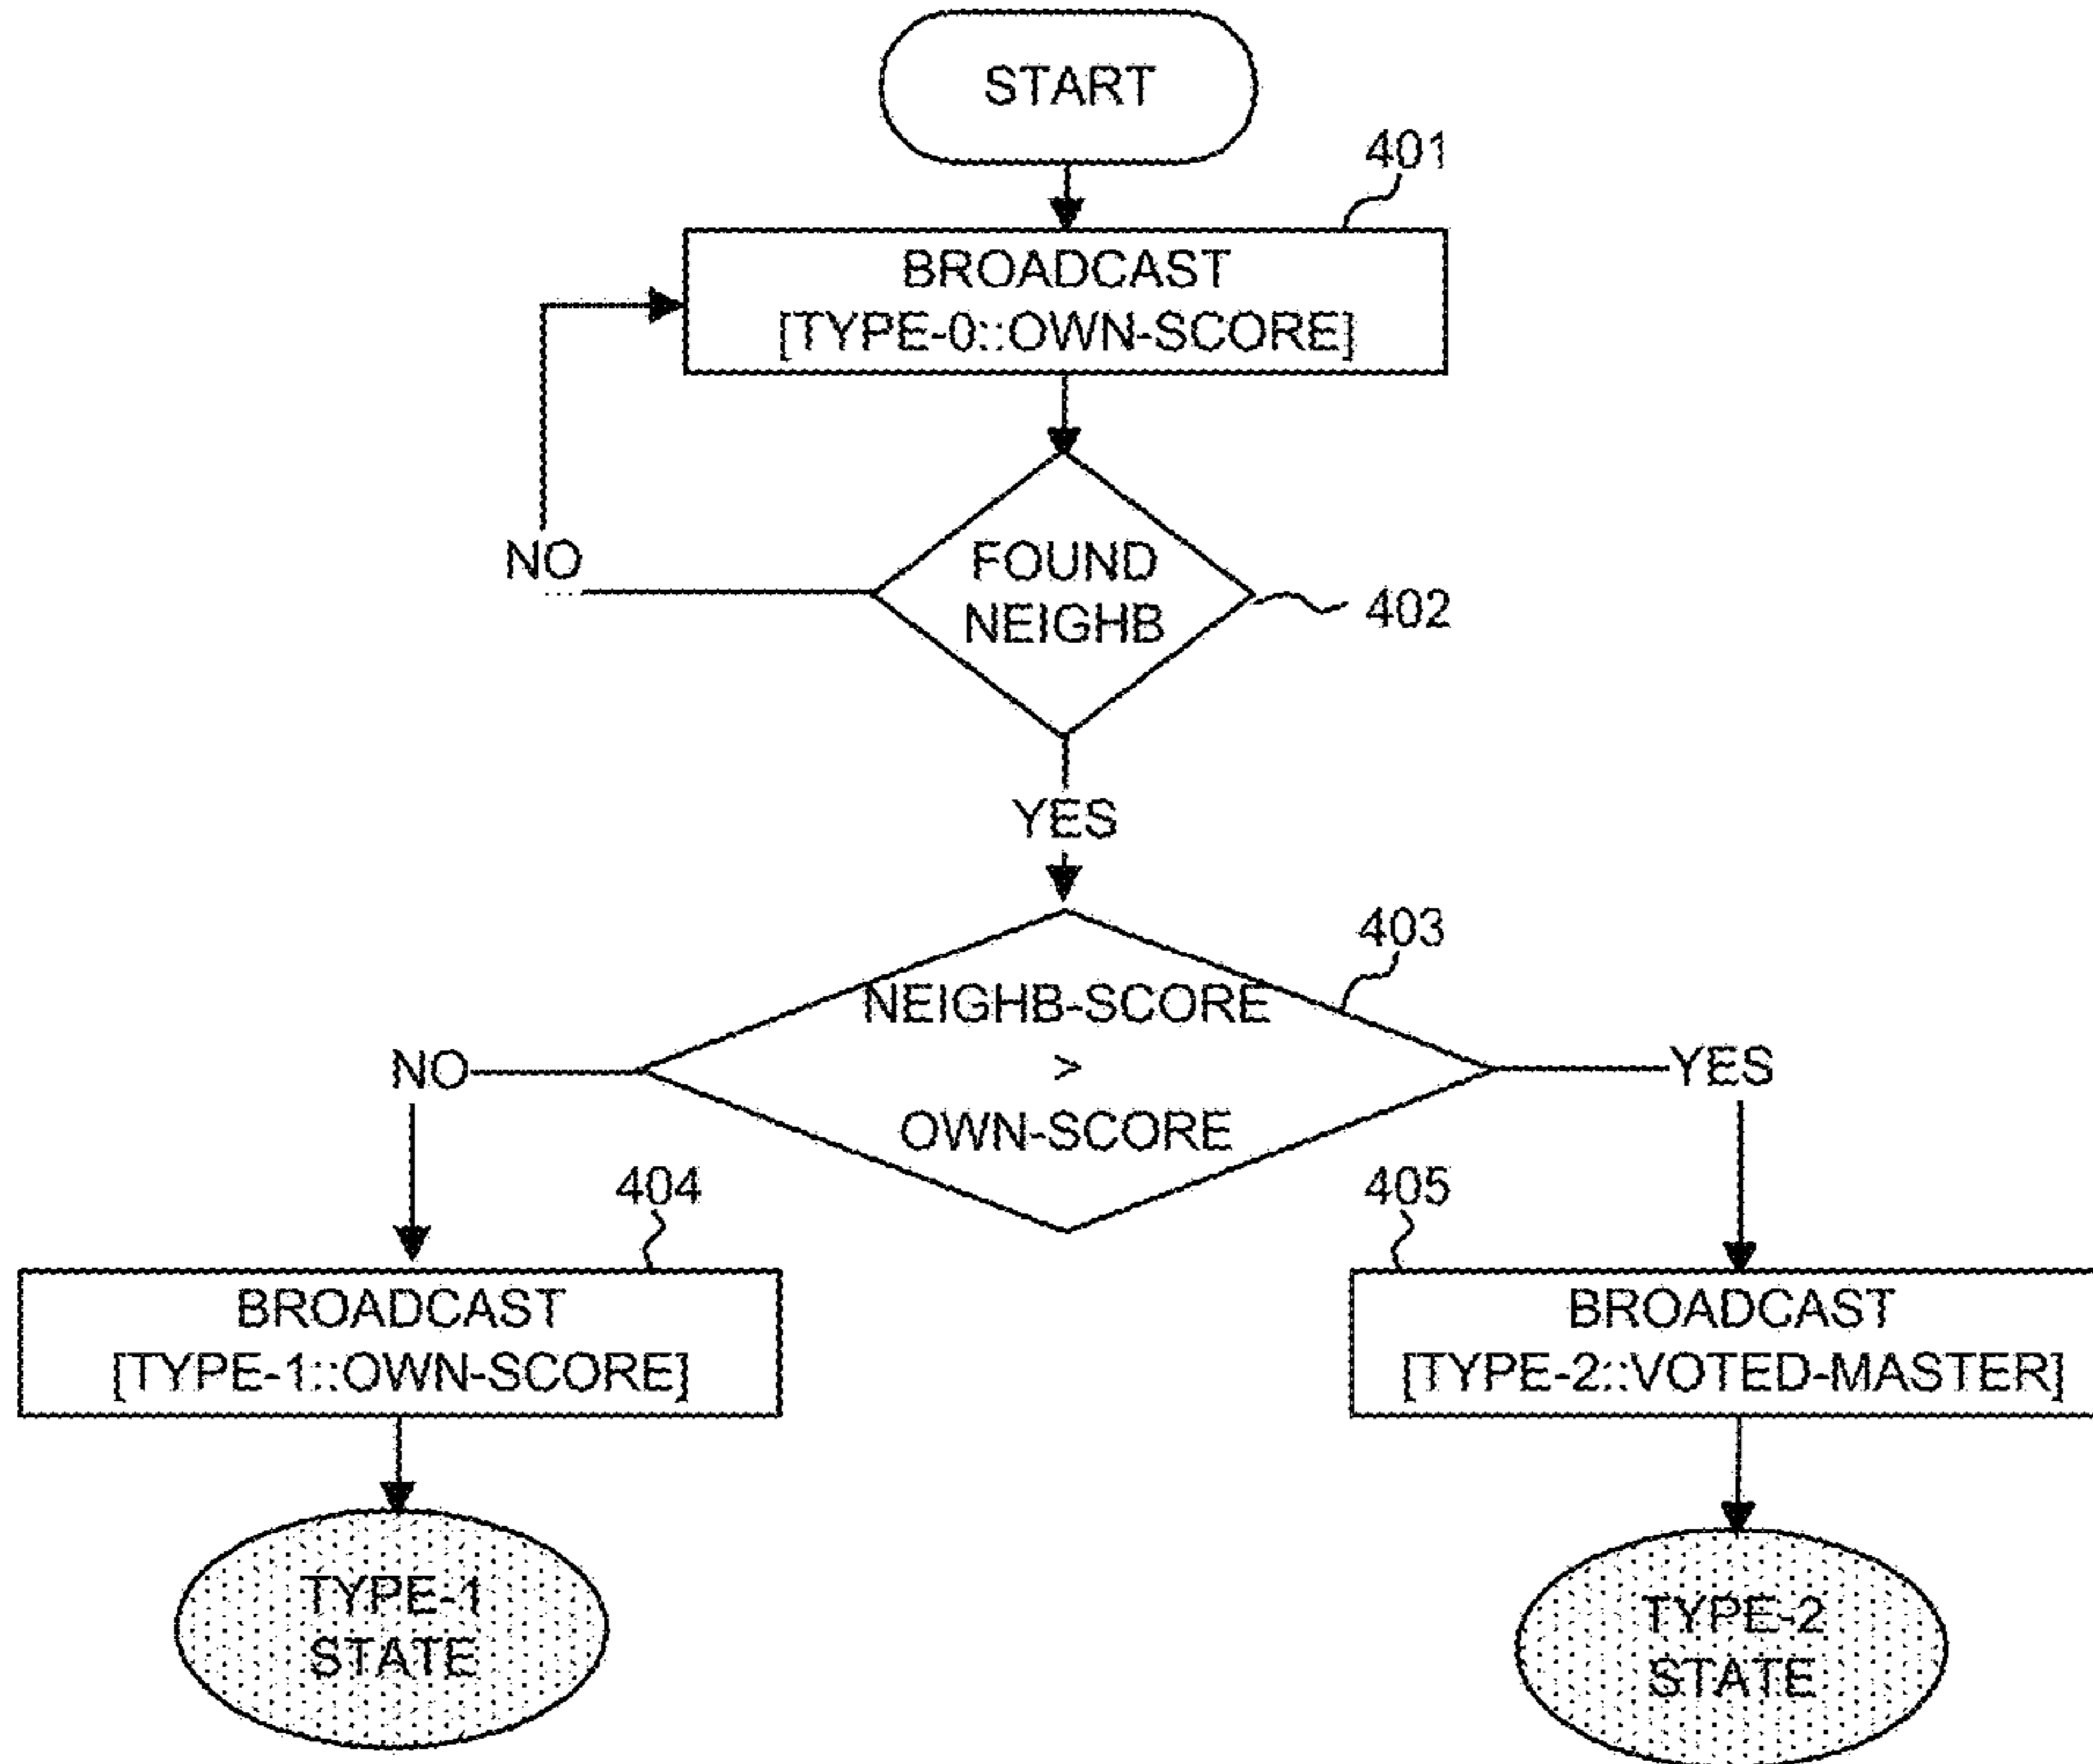 START
401
BROADCAST
[TYPE-0::OWN-SCORE]
NO
FOUND
NEIGHB
402
YES
403
NEIGHB-SCORE
>
OWN-SCORE
NO
YES
404
405
BROADCAST
[TYPE-1::OWN-SCORE]
BROADCAST
[TYPE-2::VOTED-MASTER]
TYPE-1
STATE
TYPE-2
STATE